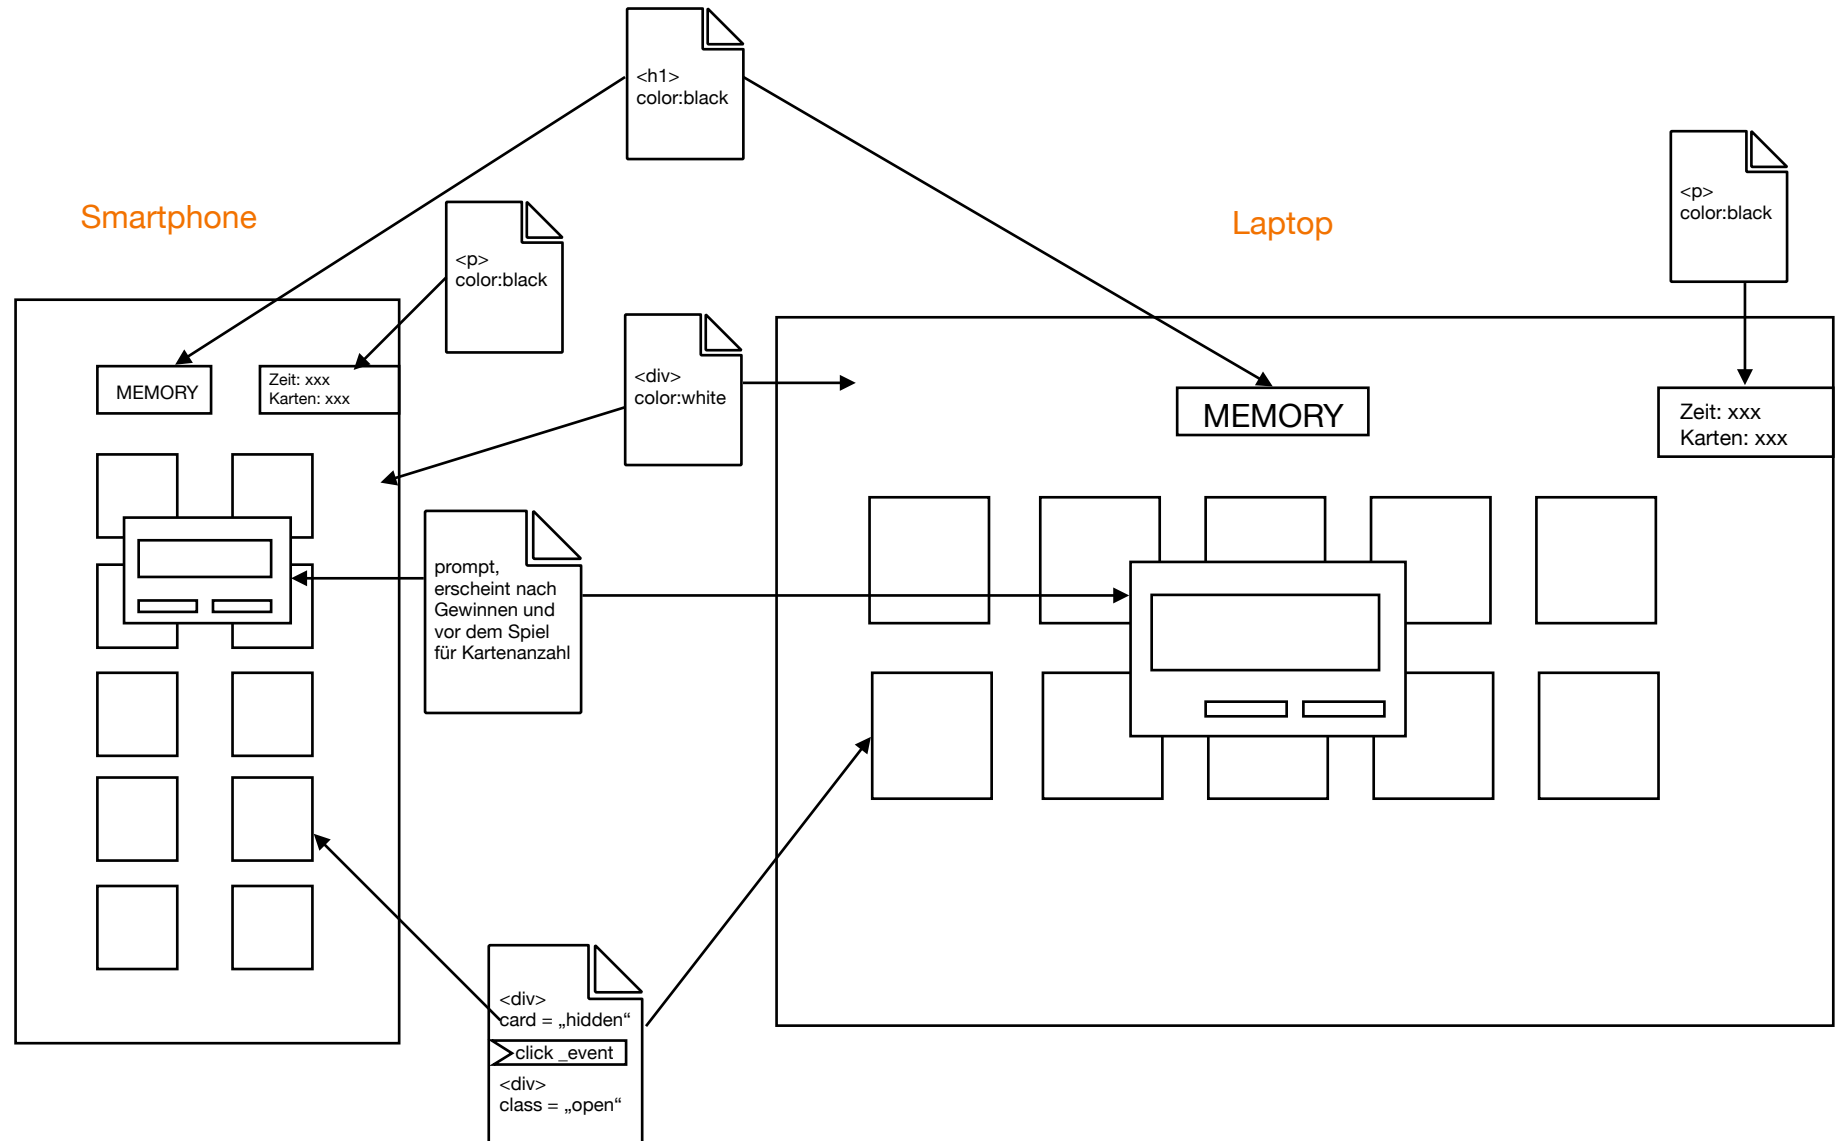 <h1>
color:black
<p>
color:black
Smartphone
Laptop
<p>
color:black
MEMORY
Zeit: xxx
Karten: xxx
<div>
color:white
MEMORY
Zeit: xxx
Karten: xxx
prompt,
erscheint nach
Gewinnen und
vor dem Spiel
für Kartenanzahl
<div>
card = „hidden“
click _event
<div>
class = „open“